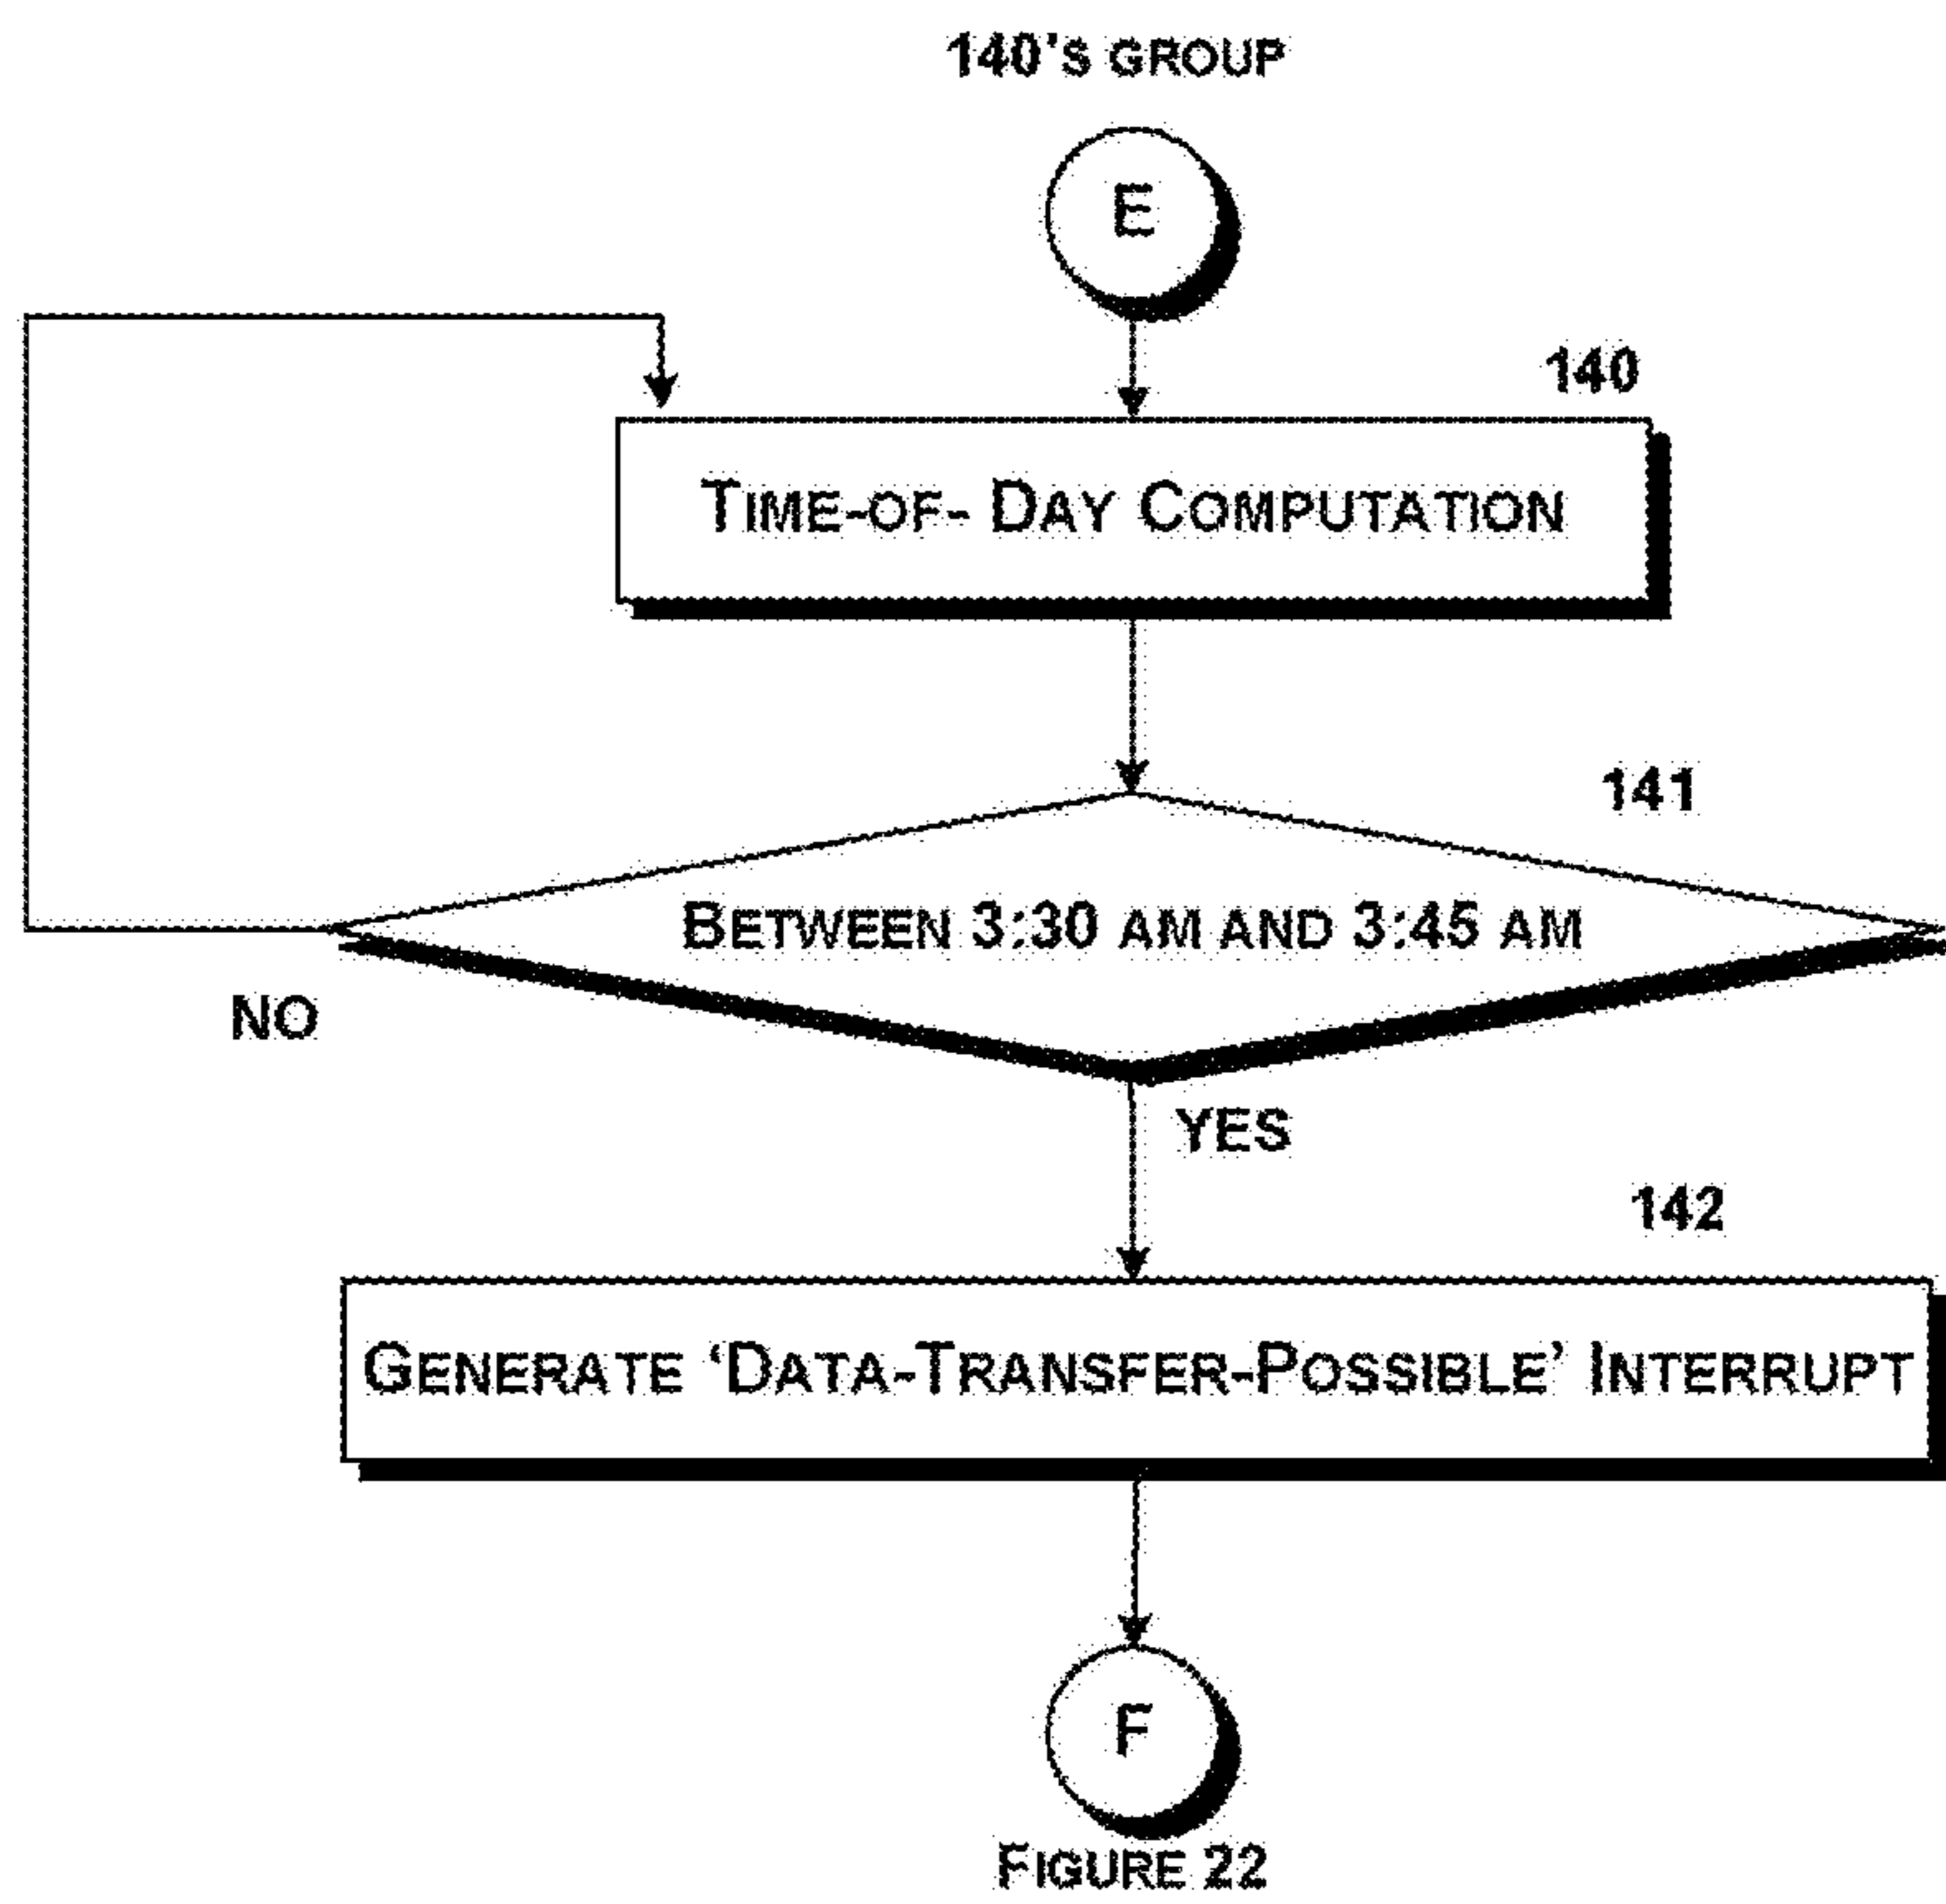 140's GROUP
E
140
TIME-OF- DAY COMPUTATION
141
BETWEEN 3:30 AM AND 3:45 AM
NO
YES
142
GENERATE ‘DATA-TRANSFER-POSSIBLE’ INTERRUPT
F
FIGURE 22